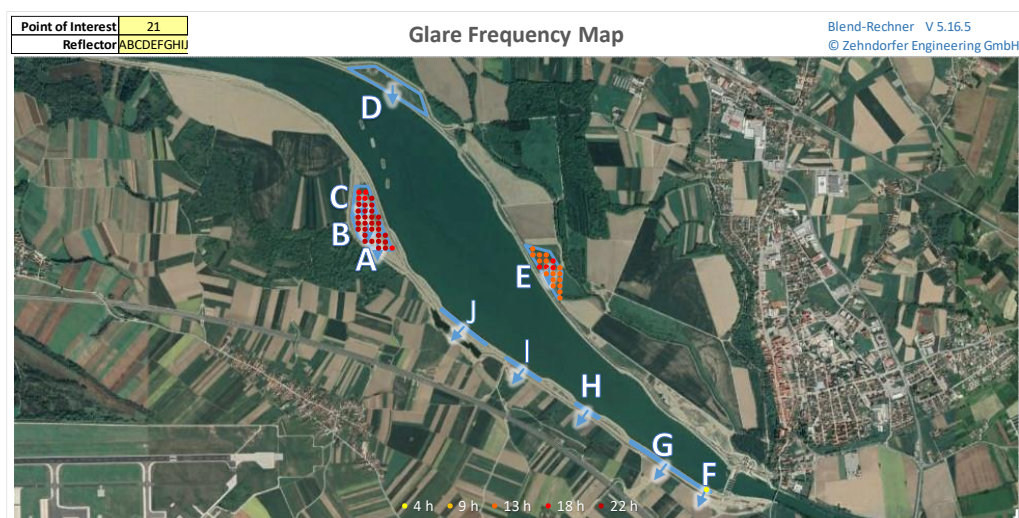 Point of Interest 21
Reflector ABCDEFGHIJ
Glare Frequency Map
Blend-Rechner V 5.16.5
© Zehndorfer Engineering GmbH
D
C
B
A
E
J
I
H
G
F
4 h 9 h 13 h 18 h 22 h